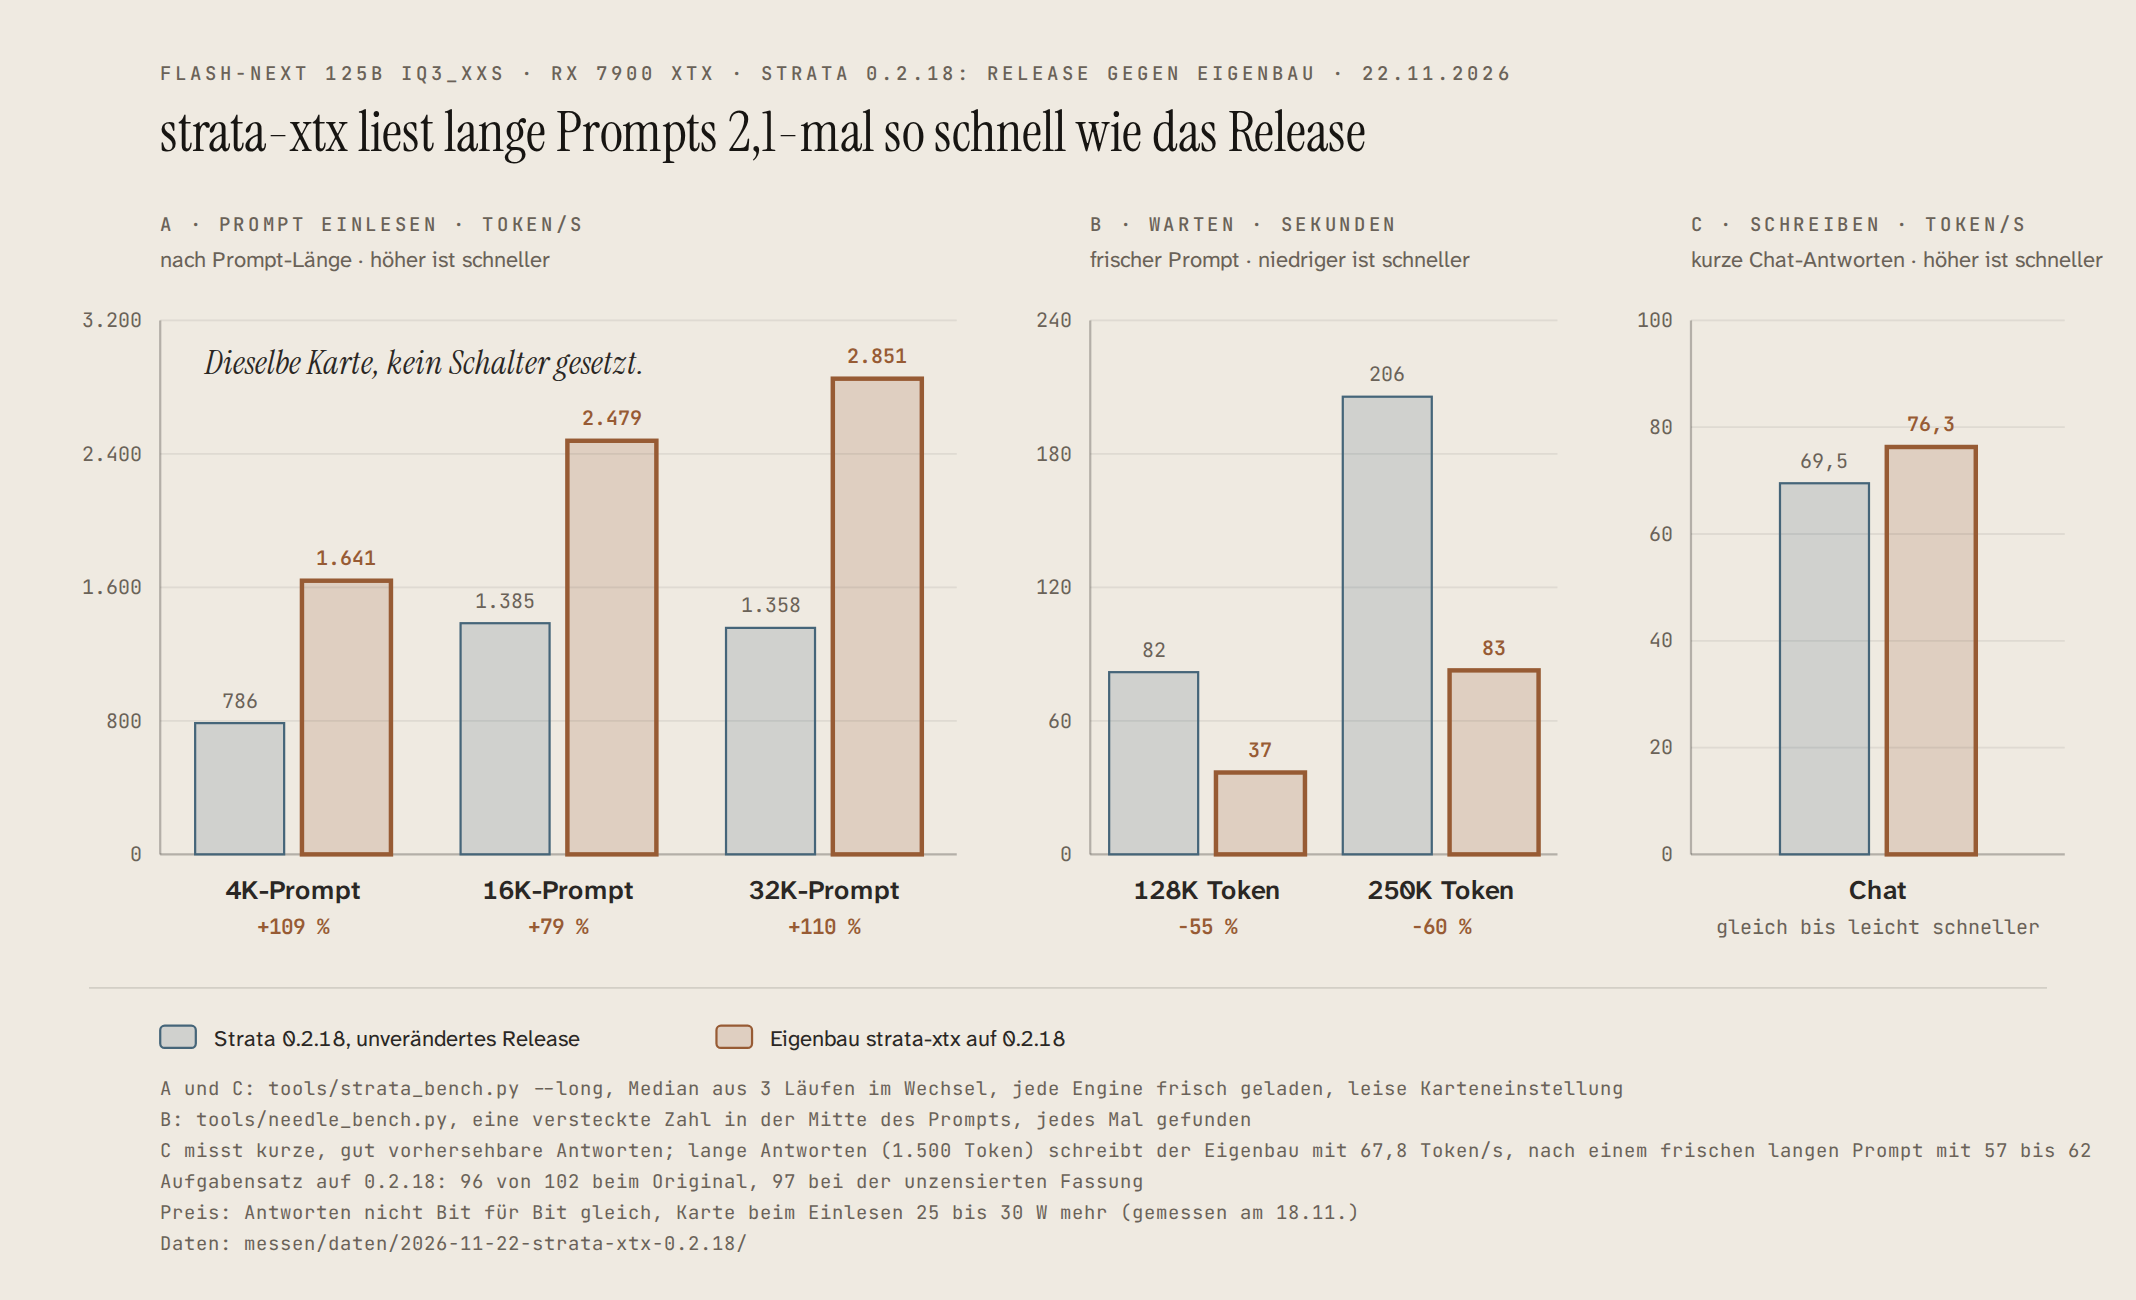 FLASH-NEXT 125B IQ3_XXS · RX 7900 XTX · STRATA 0.2.18: RELEASE GEGEN EIGENBAU · 22.11.2026
strata-xtx liest lange Prompts 2,1-mal so schnell wie das Release
A · PROMPT EINLESEN · TOKEN/S
nach Prompt-Länge · höher ist schneller
3.200
2.400
1.600
800
0
Dieselbe Karte, kein Schalter gesetzt.
786
1.641
1.385
2.479
1.358
2.851
4K-Prompt
+109 %
16K-Prompt
+79 %
32K-Prompt
+110 %
B · WARTEN · SEKUNDEN
frischer Prompt · niedriger ist schneller
240
180
120
60
0
82
37
206
83
128K Token
-55 %
250K Token
-60 %
C · SCHREIBEN · TOKEN/S
kurze Chat-Antworten · höher ist schneller
100
80
60
40
20
0
69,5
76,3
Chat
gleich bis leicht schneller
Strata 0.2.18, unverändertes Release
Eigenbau strata-xtx auf 0.2.18
A und C: tools/strata_bench.py --long, Median aus 3 Läufen im Wechsel, jede Engine frisch geladen, leise Karteneinstellung
B: tools/needle_bench.py, eine versteckte Zahl in der Mitte des Prompts, jedes Mal gefunden
C misst kurze, gut vorhersehbare Antworten; lange Antworten (1.500 Token) schreibt der Eigenbau mit 67,8 Token/s, nach einem frischen langen Prompt mit 57 bis 62
Aufgabensatz auf 0.2.18: 96 von 102 beim Original, 97 bei der unzensierten Fassung
Preis: Antworten nicht Bit für Bit gleich, Karte beim Einlesen 25 bis 30 W mehr (gemessen am 18.11.)
Daten: messen/daten/2026-11-22-strata-xtx-0.2.18/